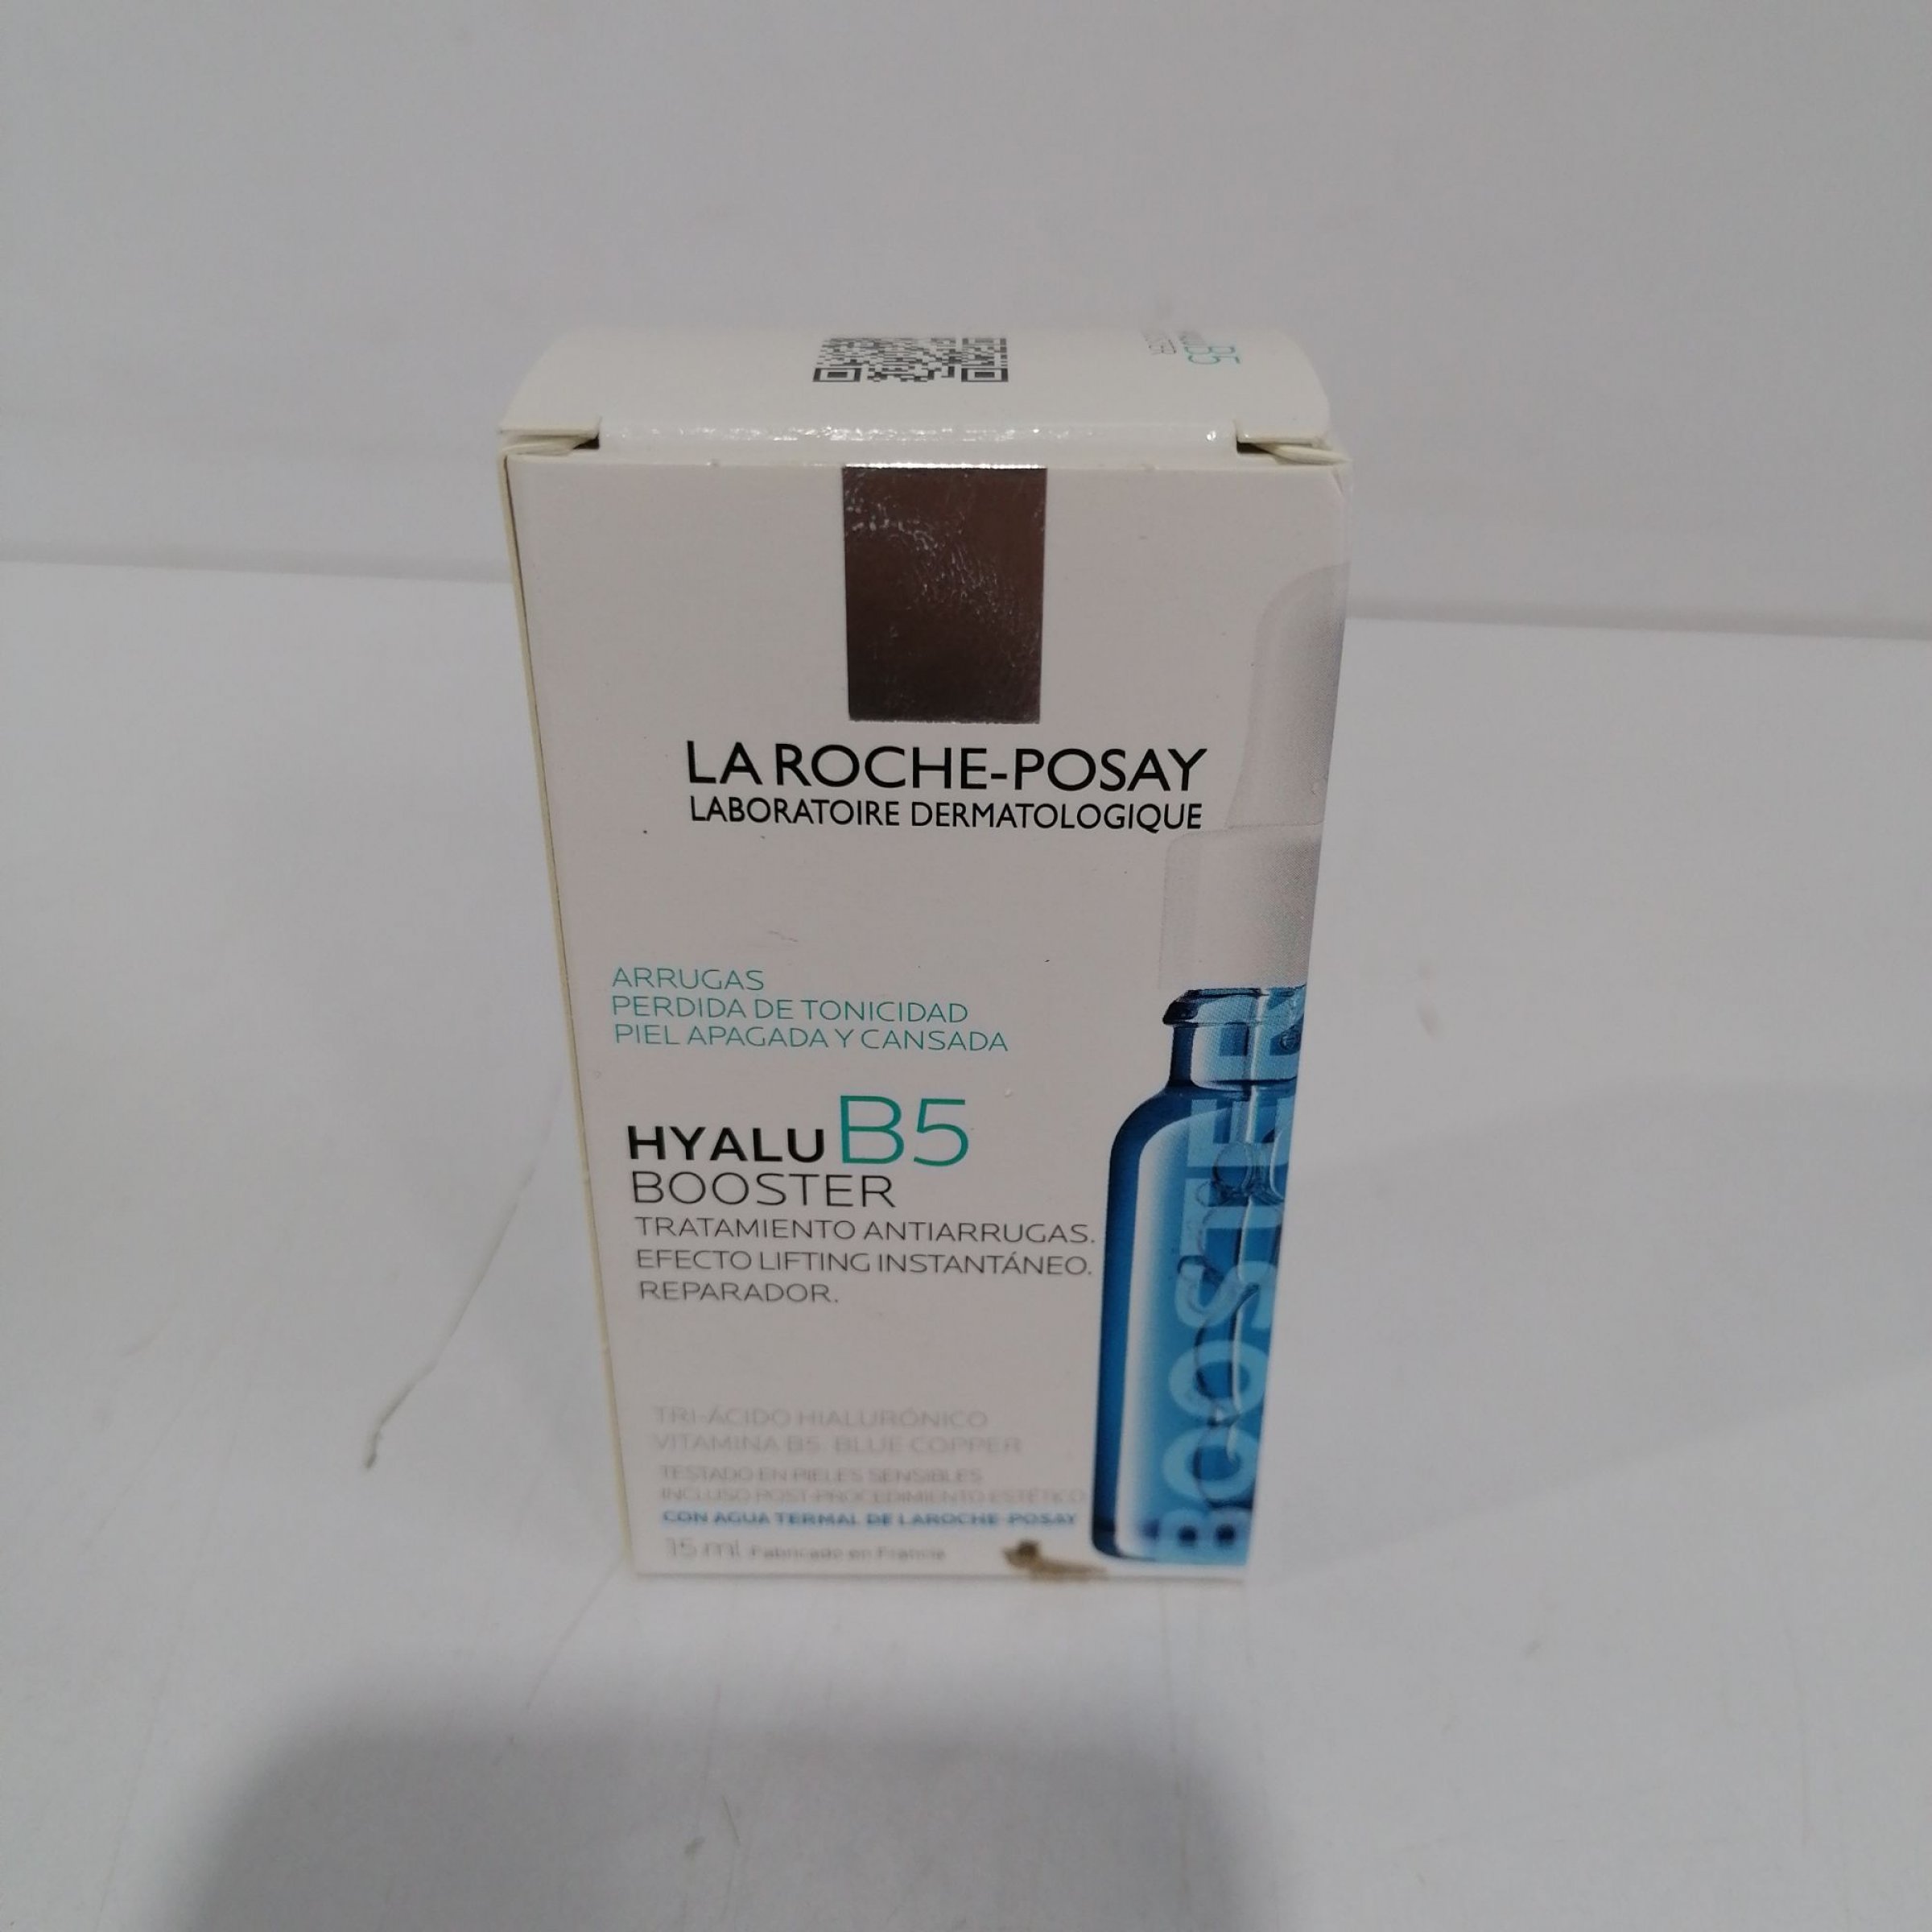 B5
LA ROCHE-POSAY
LABORATOIRE DERMATOLOGIQUE
ARRUGAS
PERDIDA DE TONICIDAD
PIEL APAGADA Y CANSADA
HYALU B5
BOOSTER
TRATAMIENTO ANTIARRUGAS.
EFECTO LIFTING INSTANTÁNEO.
REPARADOR.
TRI-ÁCIDO HIALURÓNICO
VITAMINA B5. BLUE COPPER
TESTADO EN PIELES SENSIBLES
INCLUSO POST-PROCEDIMIENTO ESTÉTICO
CON AGUA TERMAL DE LAROCHE-POSAY
15 ml Fabricado en Francia
BOOSTER